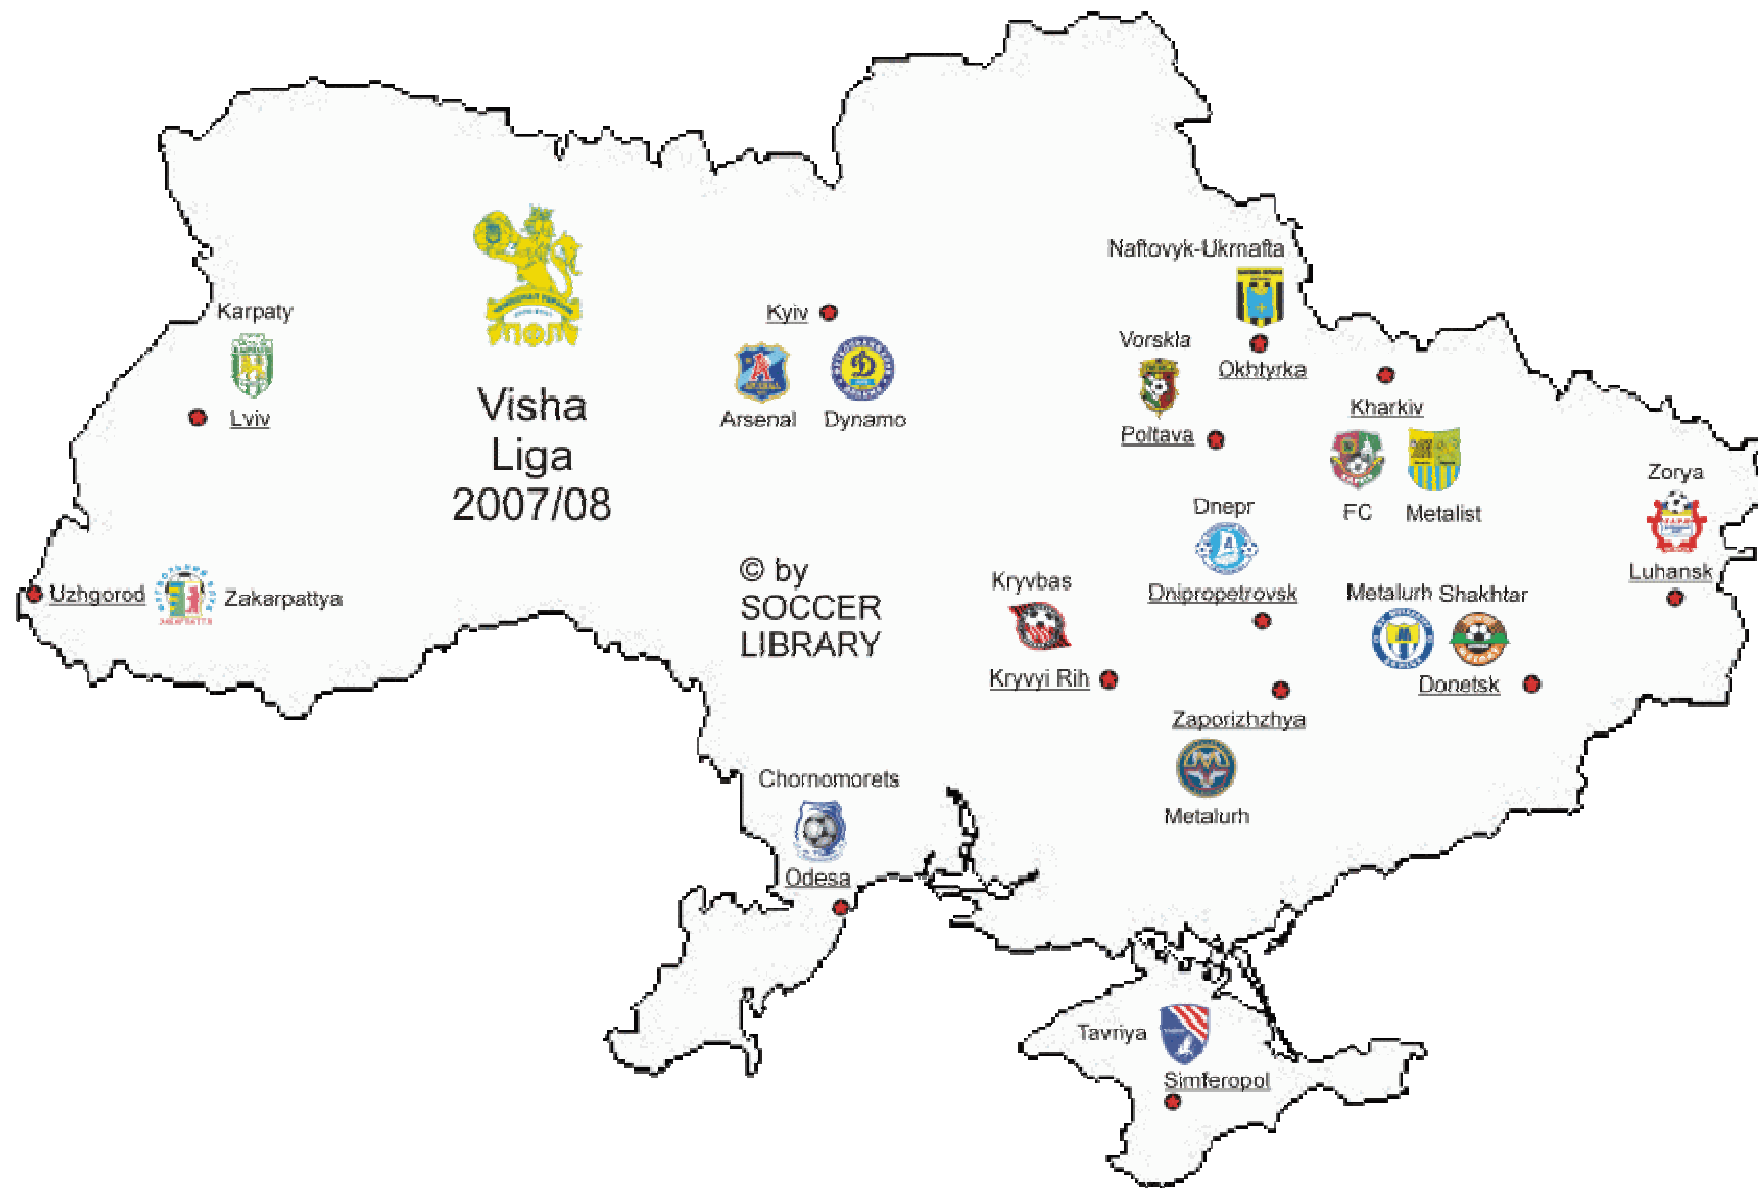 Naftovyk-Ukrnafta
Karpaty
Kyiv
Vorskla
Okhtyrka
Visha
Liga
2007/08
Lviv
Arsenal
Dynamo
Poltava
Kharkiv
FC
Metalist
Zorya
Dnepr
© by
SOCCER
LIBRARY
Kryvbas
Dnipropetrovsk
Metalurh
Shakhtar
Luhansk
Uzhgorod
Zakarpattya
Kryvyi Rih
Donetsk
Zaporizhzhya
Metalurh
Chornomorets
Odesa
Tavriya
Simferopol
ПФЛ